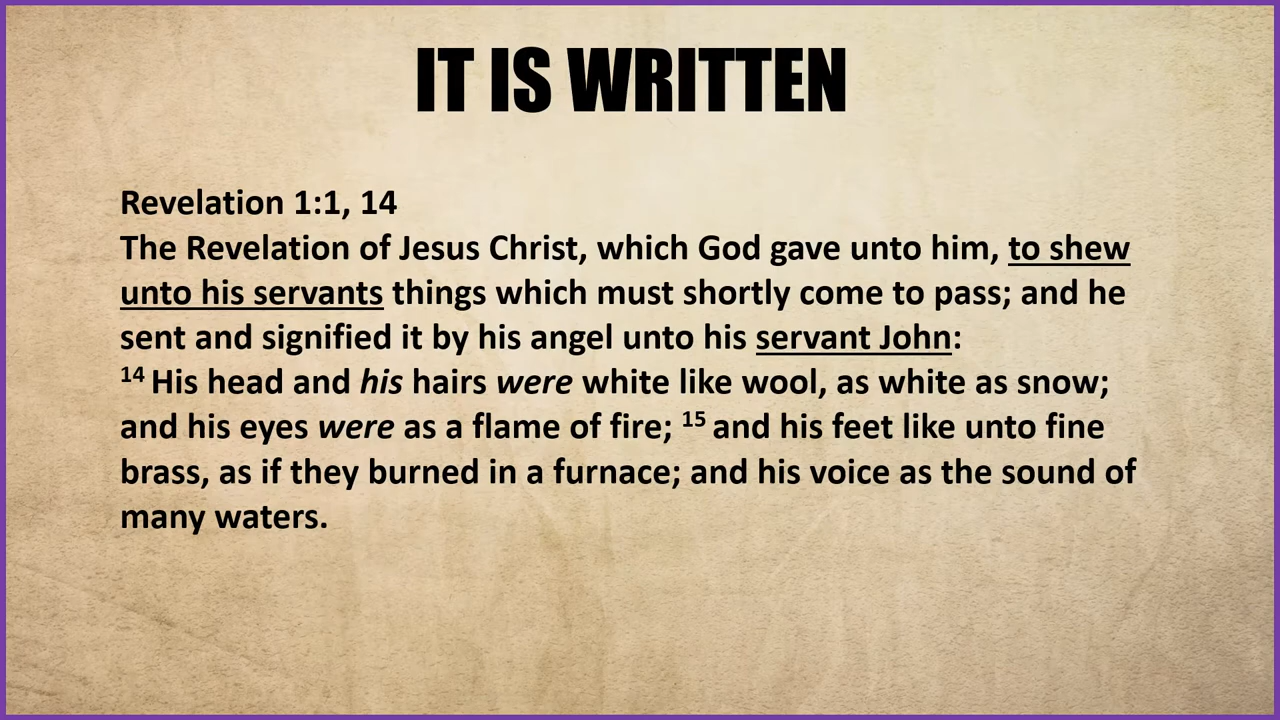 IT IS WRITTEN
Revelation 1:1, 14
The Revelation of Jesus Christ, which God gave unto him, to shew
unto his servants things which must shortly come to pass; and he
sent and signified it by his angel unto his servant John:
14 His head and his hairs were white like wool, as white as snow;
and his eyes were as a flame of fire; 15 and his feet like unto fine
brass, as if they burned in a furnace; and his voice as the sound of
many waters.